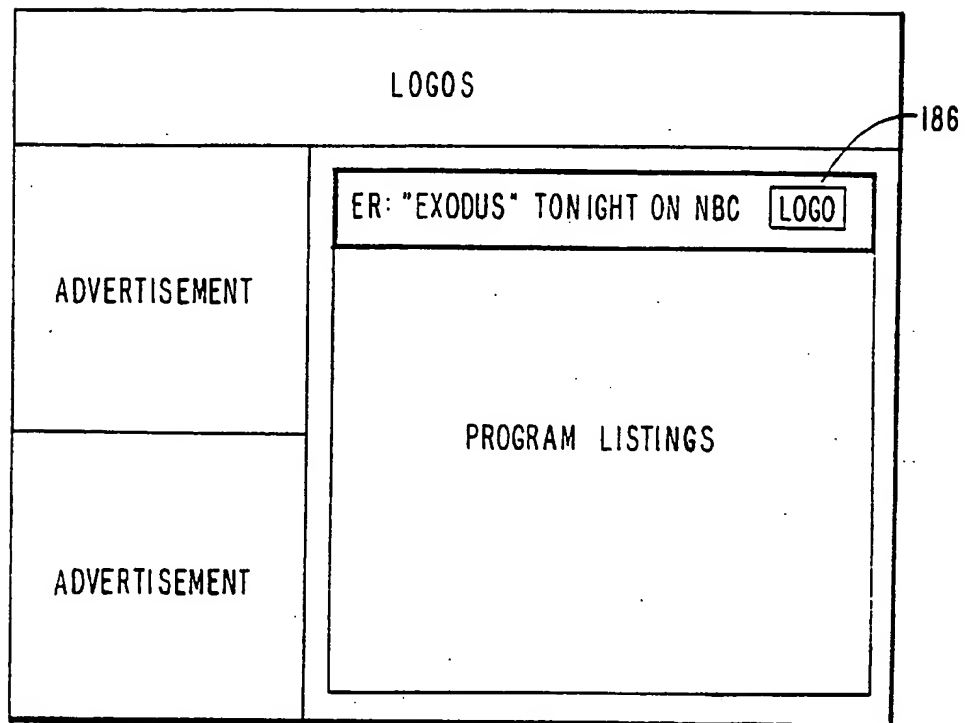 LOGOS
186
ER: "EXODUS" TONIGHT ON NBC LOGO
ADVERTISEMENT
PROGRAM LISTINGS
ADVERTISEMENT